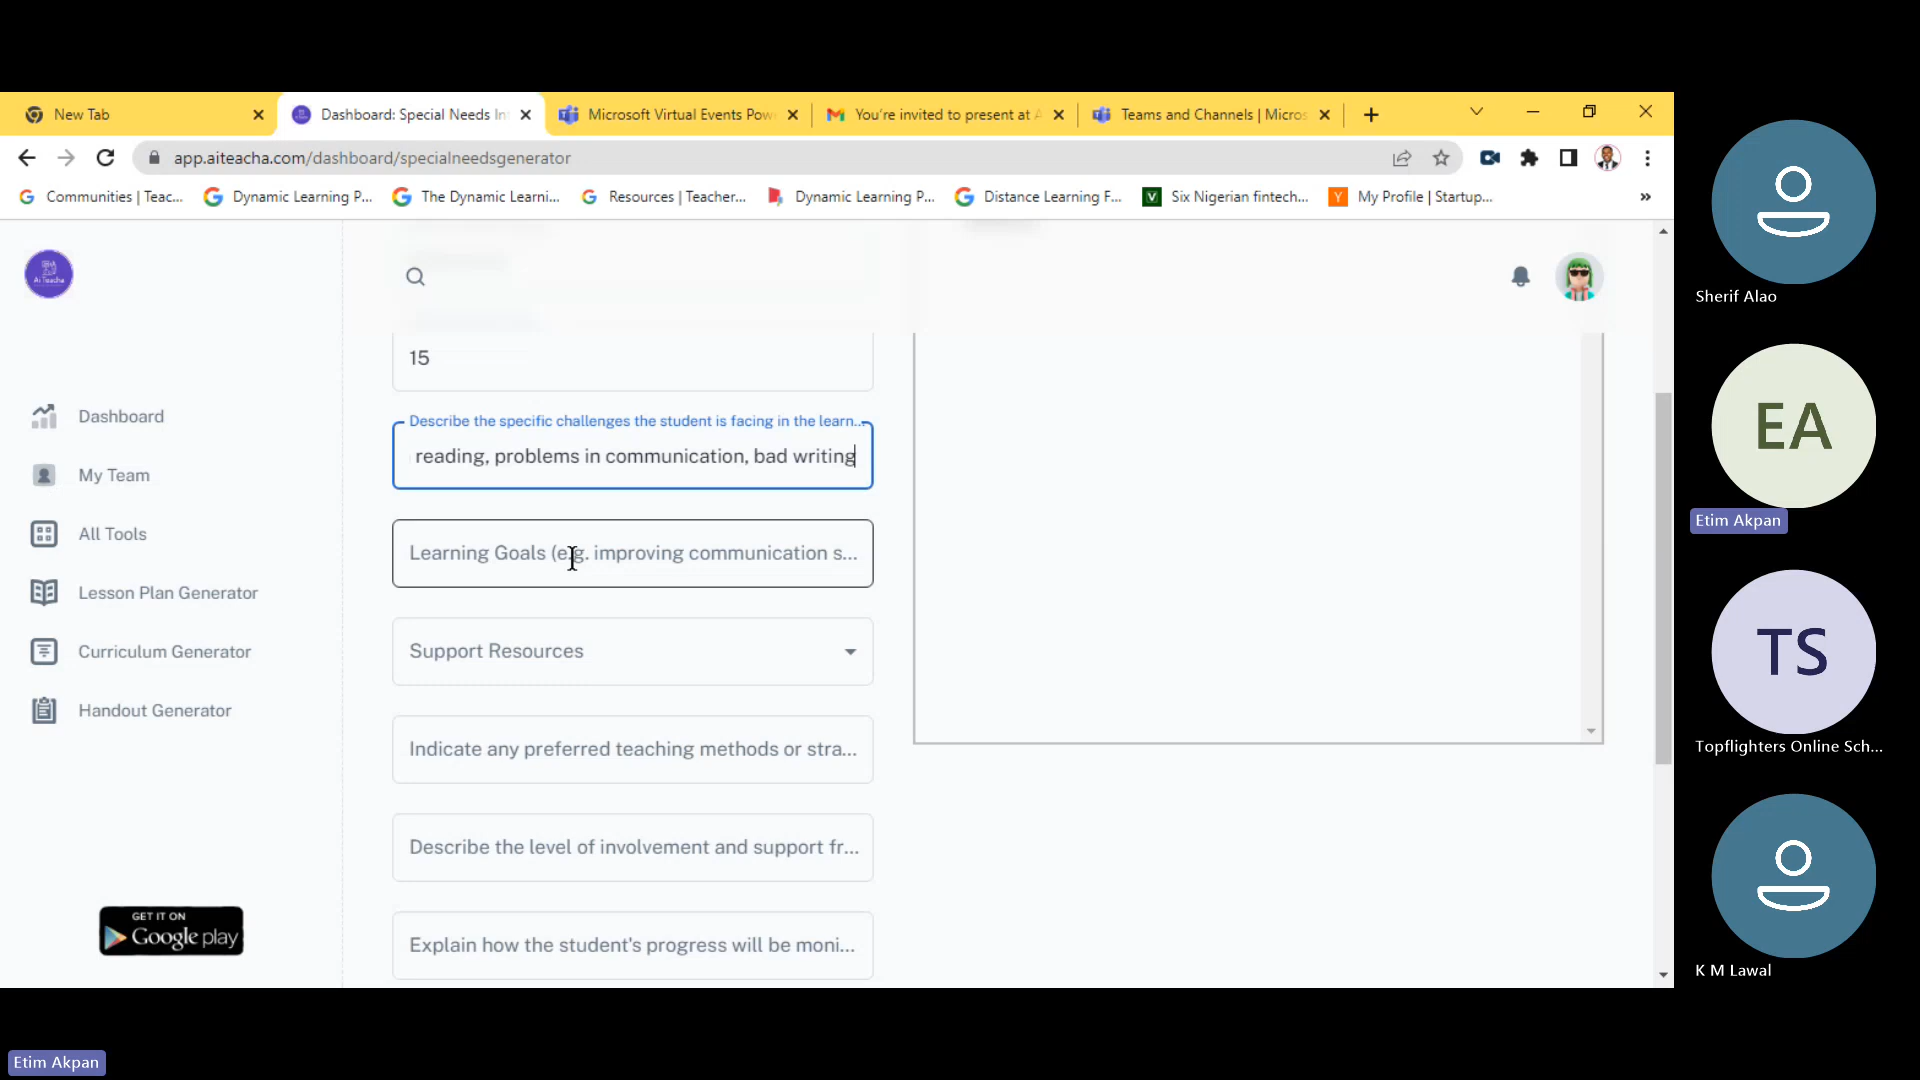 New Tab
Dashboard: Special Needs In
Microsoft Virtual Events Pow
You're invited to present at A
Teams and Channels | Micros
app.aiteacha.com/dashboard/specialneedsgenerator
Communities | Teac...
Dynamic Learning P...
The Dynamic Learni...
Resources | Teacher...
Dynamic Learning P...
Distance Learning F...
Six Nigerian fintech...
My Profile | Startup...
»
Ai Teacha
15
Describe the specific challenges the student is facing in the learn...
reading, problems in communication, bad writing
Learning Goals (e.g. improving communication s...
Support Resources
Indicate any preferred teaching methods or stra...
Describe the level of involvement and support fr...
Explain how the student's progress will be moni...
Dashboard
My Team
All Tools
Lesson Plan Generator
Curriculum Generator
Handout Generator
GET IT ON
Google play
Sherif Alao
EA
Etim Akpan
TS
Topflighters Online Sch...
K M Lawal
Etim Akpan